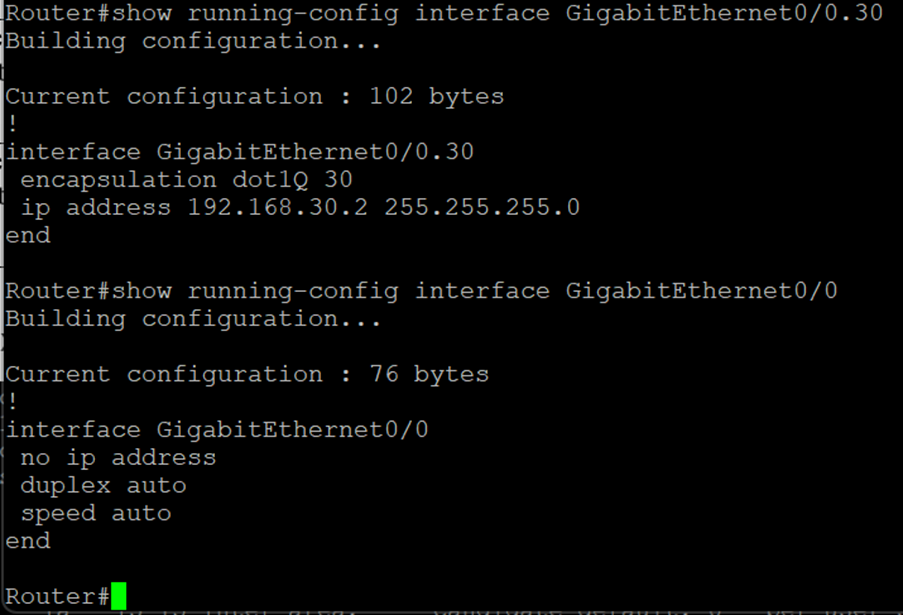 Router#show running-config interface GigabitEthernet0/0.30
Building configuration...
Current configuration : 102 bytes
!
interface GigabitEthernet0/0.30
encapsulation dot1Q 30
ip address 192.168.30.2 255.255.255.0
end
Router#show running-config interface GigabitEthernet0/0
Building configuration...
Current configuration : 76 bytes
!
interface GigabitEthernet0/0
no ip address
duplex auto
speed auto
end
Router#